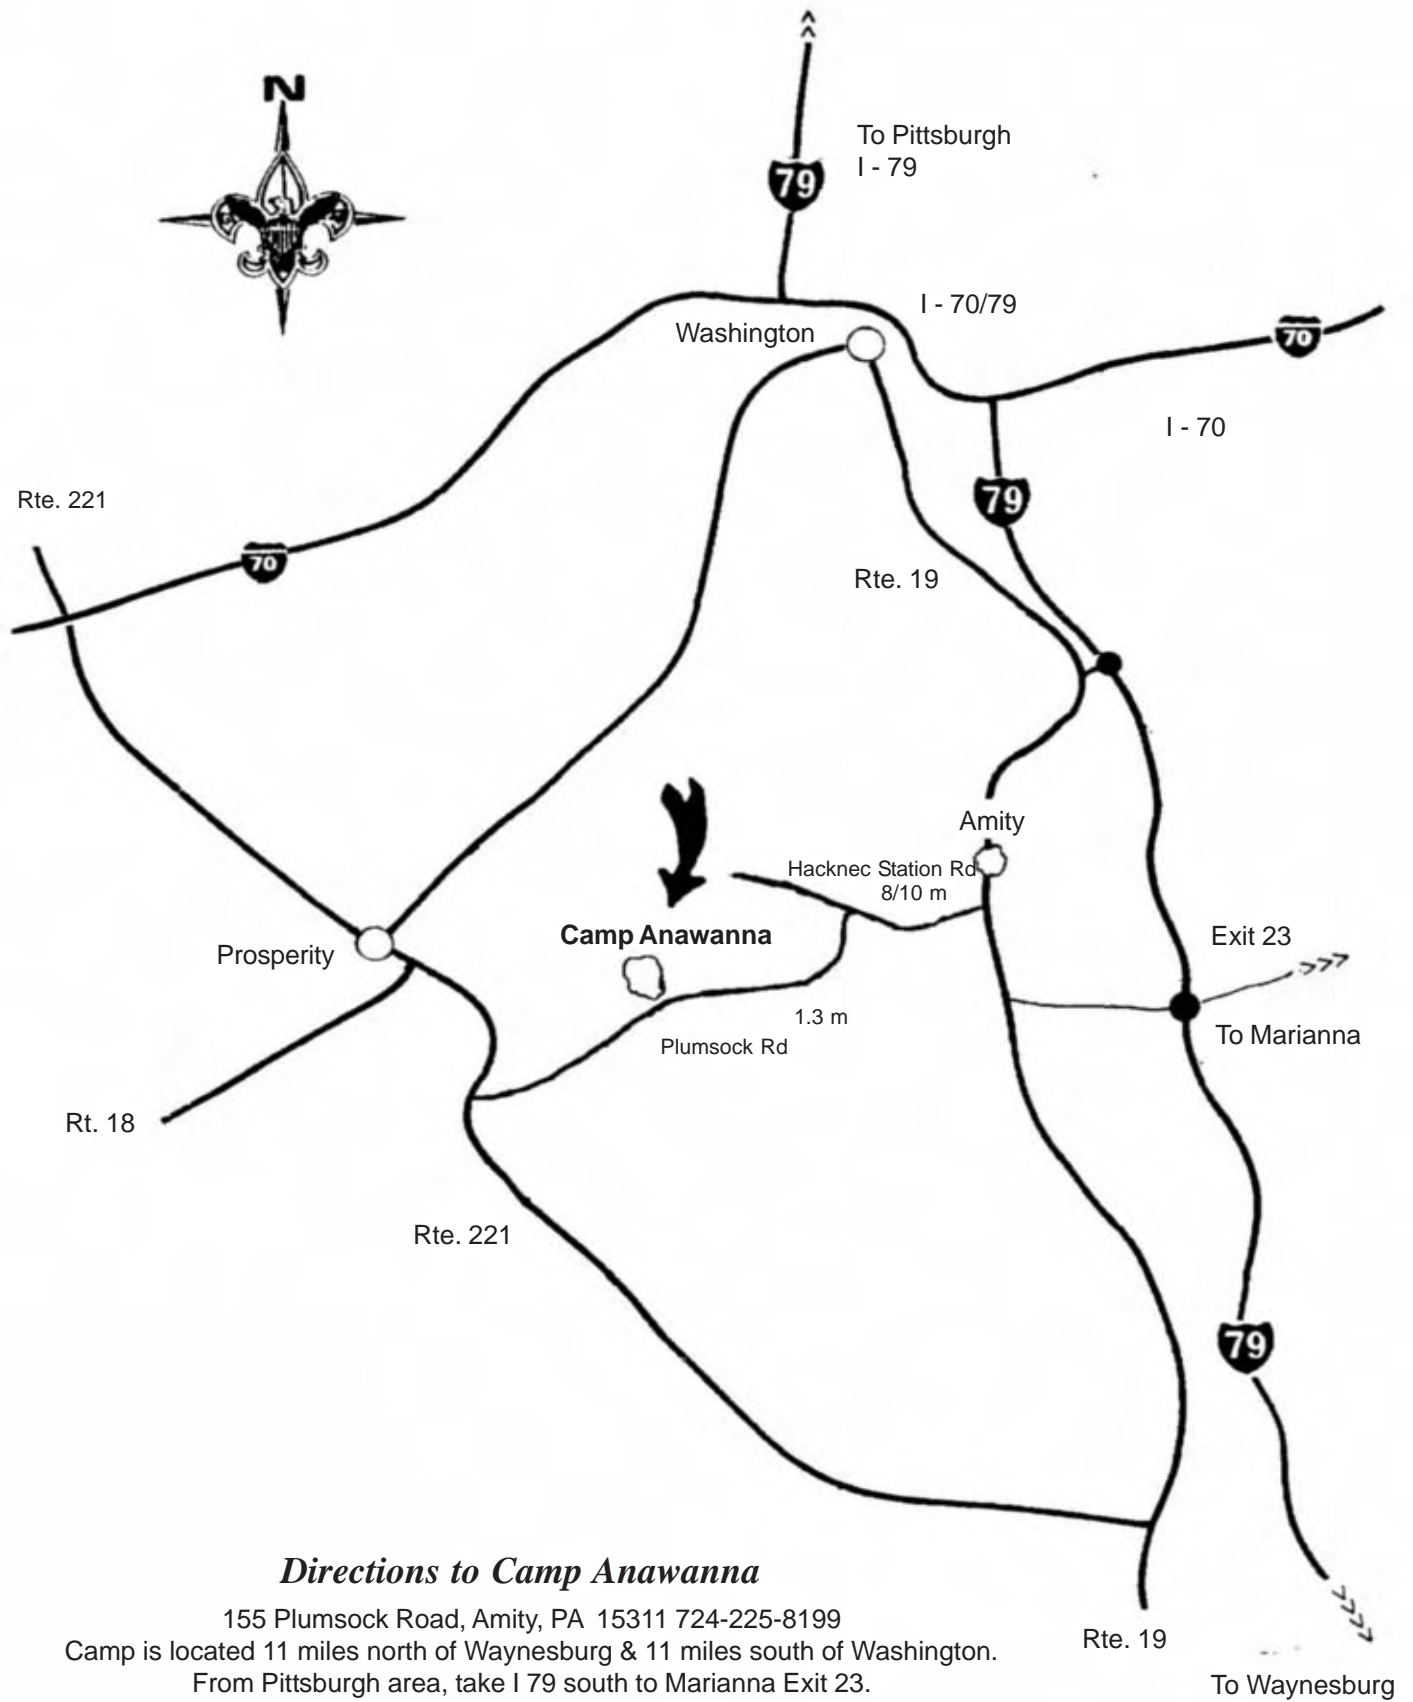 N
To Pittsburgh
I - 79
79
I - 70/79
Washington
70
I - 70
79
Rte. 221
70
Rte. 19
Amity
Hacknec Station Rd
8/10 m
Camp Anawanna
Exit 23
Prosperity
1.3 m
To Marianna
Plumsock Rd
Rt. 18
Rte. 221
79
Directions to Camp Anawanna
155 Plumsock Road, Amity, PA 15311 724-225-8199
Camp is located 11 miles north of Waynesburg & 11 miles south of Washington.
From Pittsburgh area, take I 79 south to Marianna Exit 23.
Rte. 19
To Waynesburg